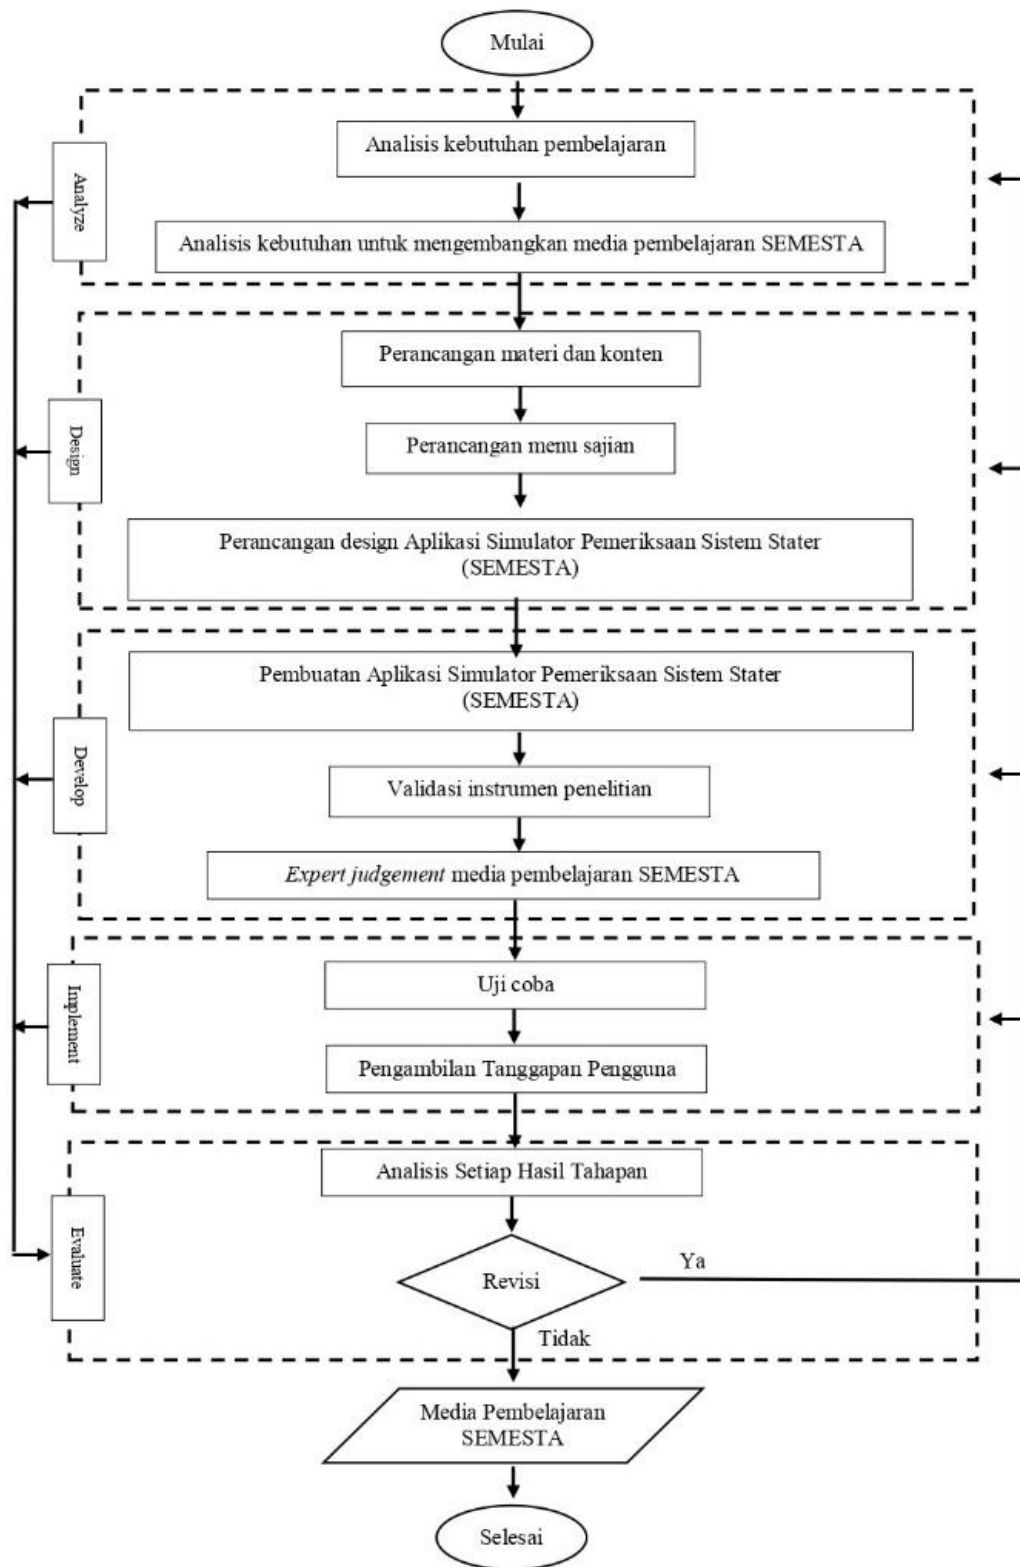 Mulai
Analyze
Analisis kebutuhan pembelajaran
Analisis kebutuhan untuk mengembangkan media pembelajaran SEMESTA
Design
Perancangan materi dan konten
Perancangan menu sajian
Perancangan design Aplikasi Simulator Pemeriksaan Sistem Stater
(SEMESTA)
Develop
Pembuatan Aplikasi Simulator Pemeriksaan Sistem Stater
(SEMESTA)
Validasi instrumen penelitian
Expert judgement media pembelajaran SEMESTA
Implement
Uji coba
Pengambilan Tanggapan Pengguna
Evaluate
Analisis Setiap Hasil Tahapan
Revisi
Ya
Tidak
Media Pembelajaran
SEMESTA
Selesai